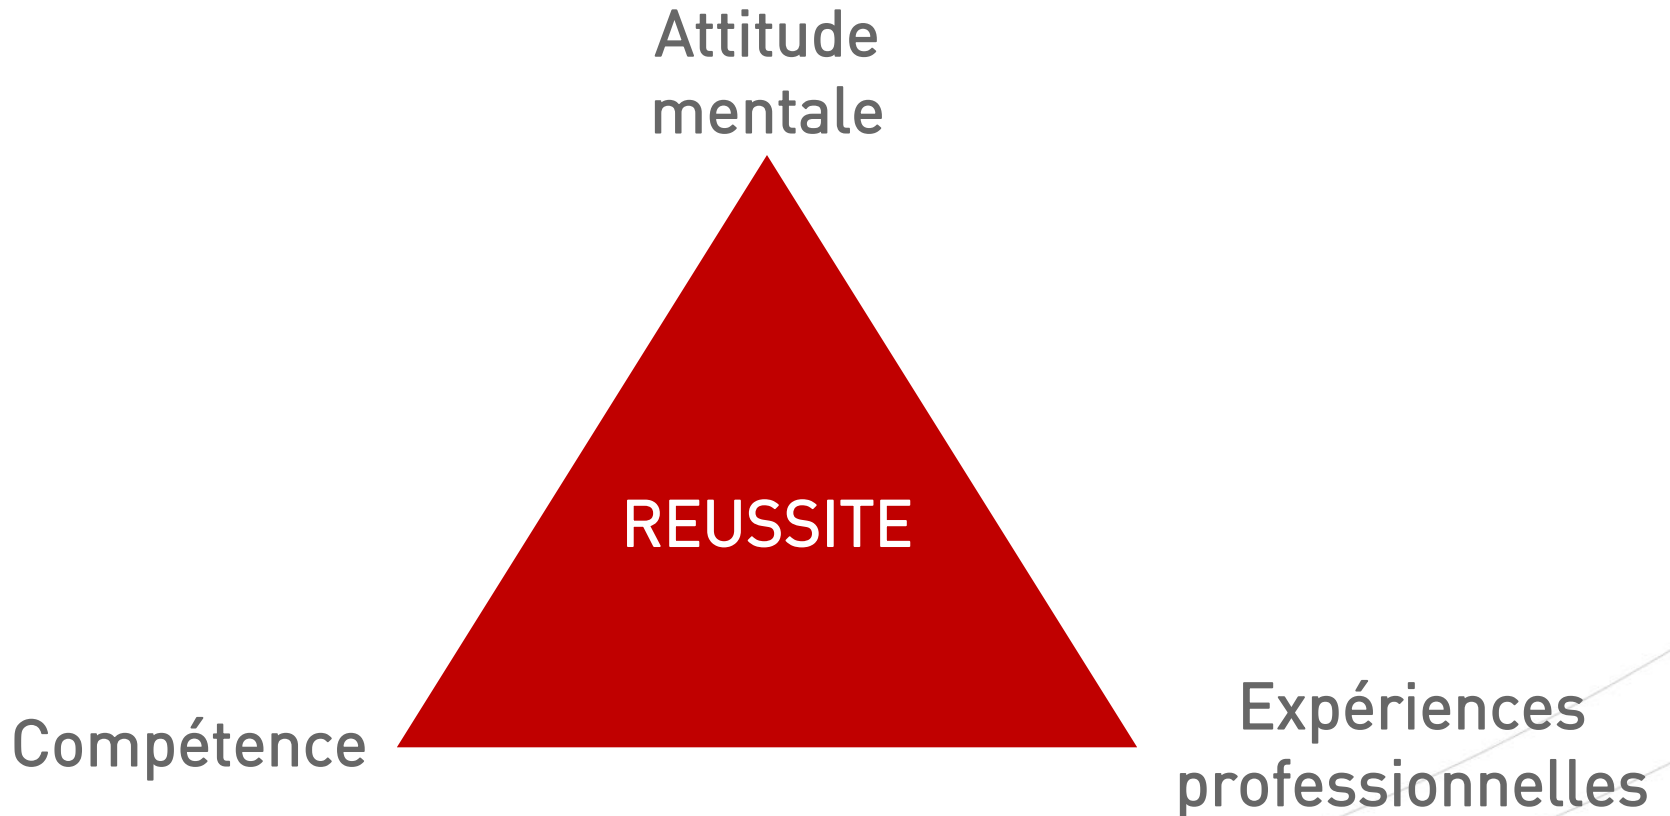 Attitude
mentale
REUSSITE
Compétence
Expériences
professionnelles